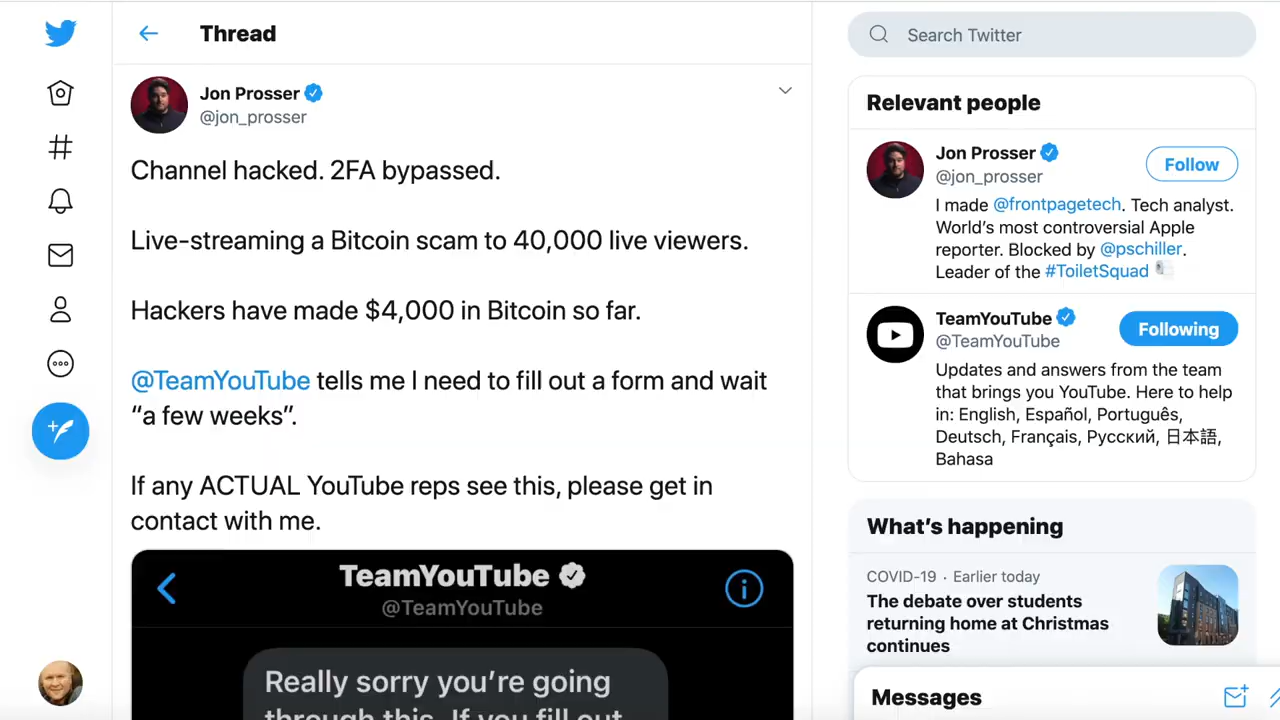 Thread
Jon Prosser
@jon_prosser
Channel hacked. 2FA bypassed.
Live-streaming a Bitcoin scam to 40,000 live viewers.
Hackers have made $4,000 in Bitcoin so far.
@TeamYouTube tells me I need to fill out a form and wait
“a few weeks”.
If any ACTUAL YouTube reps see this, please get in
contact with me.
TeamYouTube
@TeamYouTube
Really sorry you’re going
through this. If you fill out
Search Twitter
Relevant people
Jon Prosser
@jon_prosser
Follow
I made @frontpagetech. Tech analyst.
World’s most controversial Apple
reporter. Blocked by @pschiller.
Leader of the #ToiletSquad
TeamYouTube
@TeamYouTube
Following
Updates and answers from the team
that brings you YouTube. Here to help
in: English, Español, Português,
Deutsch, Français, Русский, 日本語,
Bahasa
What’s happening
COVID-19 · Earlier today
The debate over students
returning home at Christmas
continues
Messages